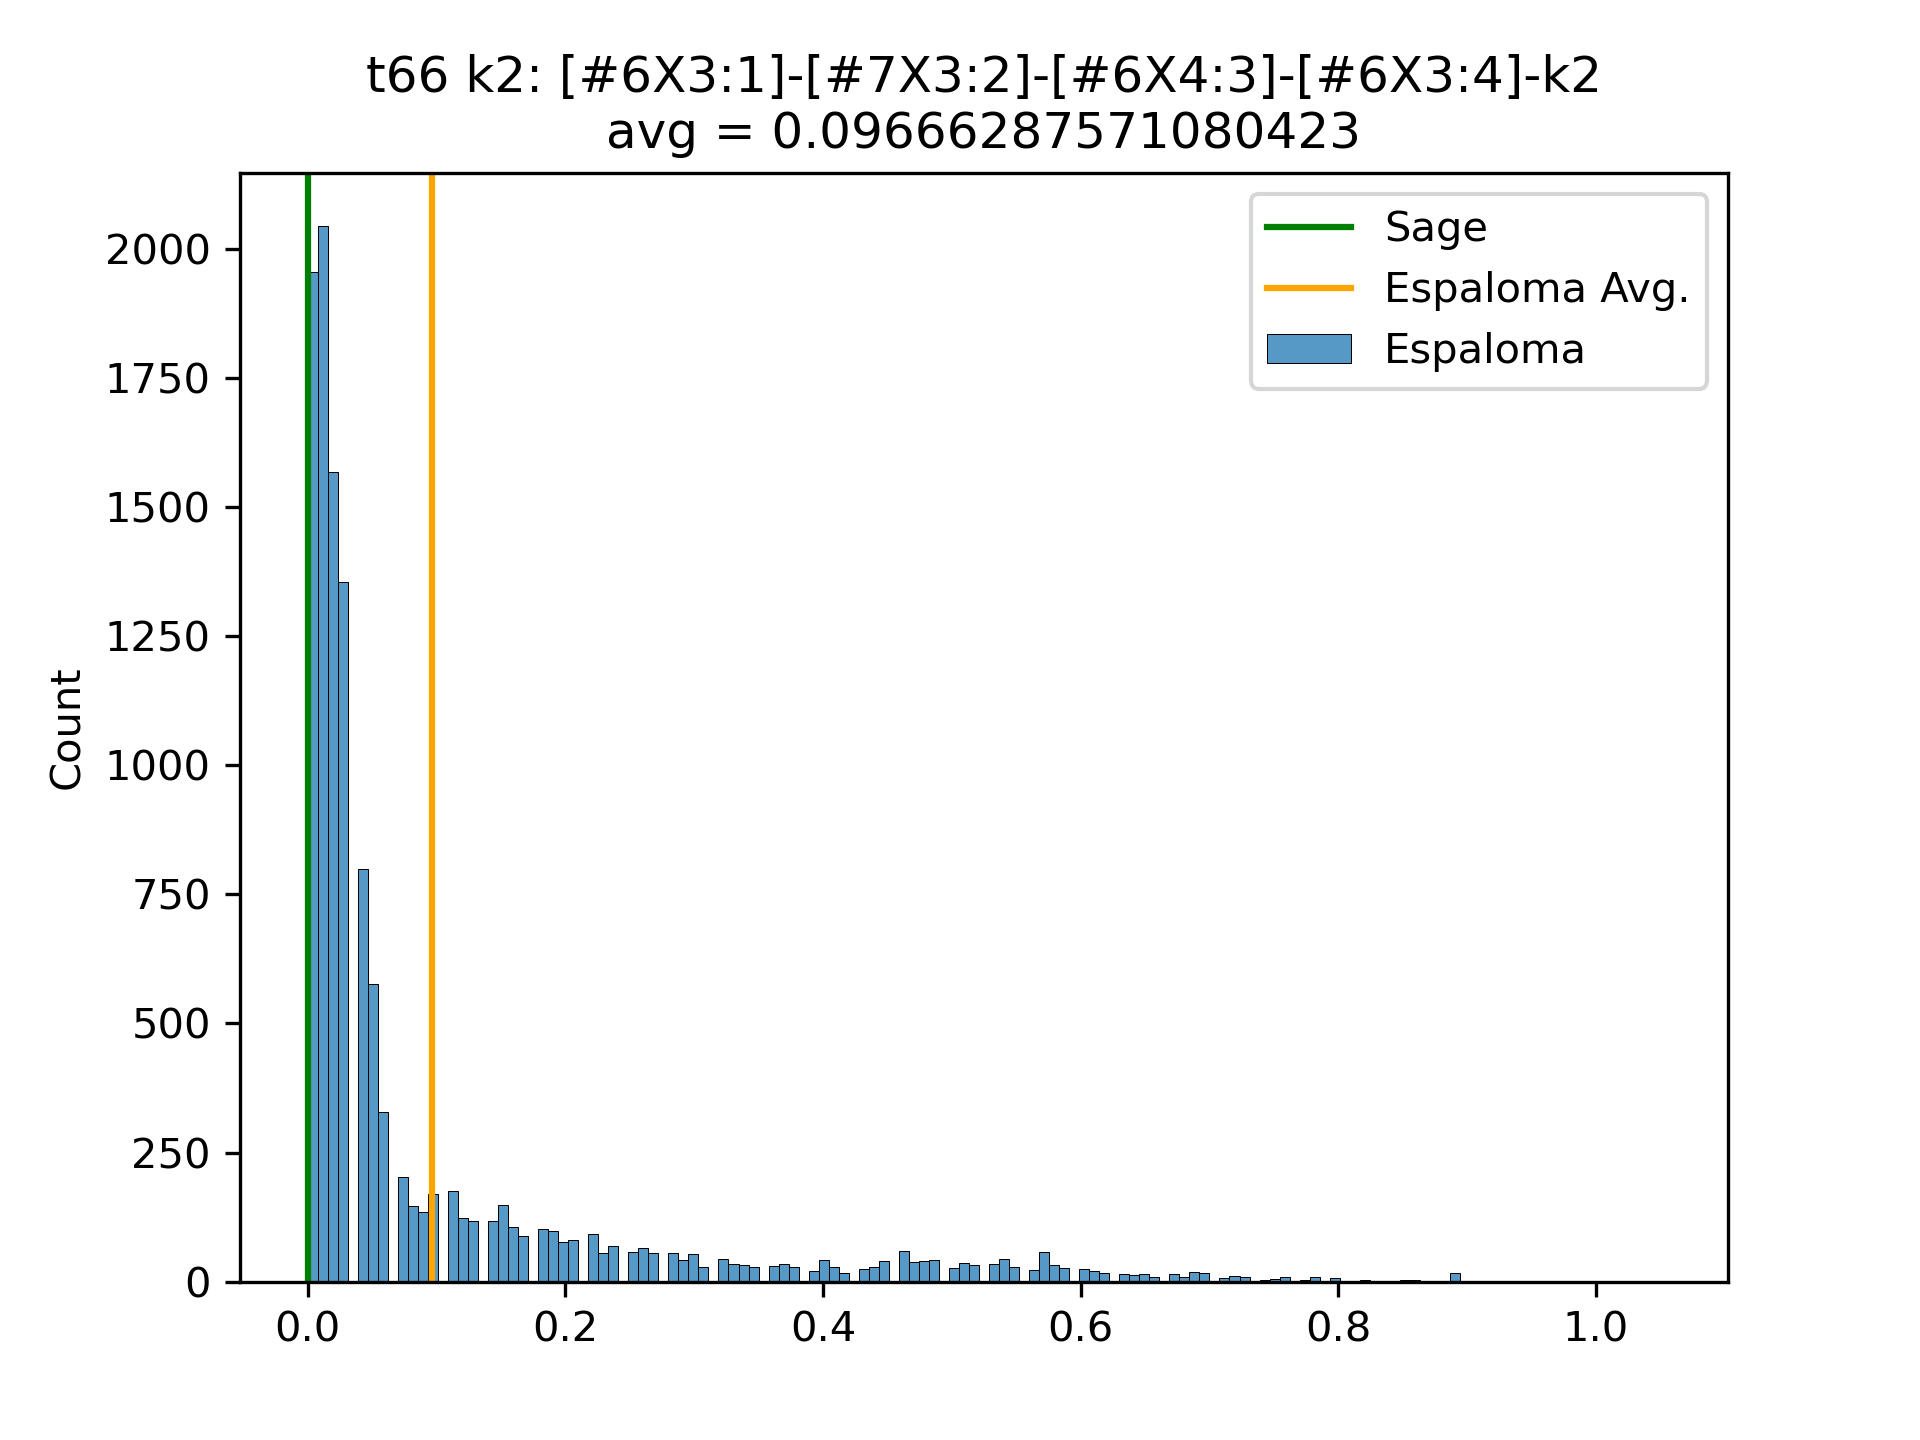 t66 k2: [#6X3:1]-[#7X3:2]-[#6X4:3]-[#6X3:4]-k2
avg = 0.09666287571080423
Sage
Espaloma Avg.
Espaloma
Count
2000
1750
1500
1250
1000
750
500
250
0
0.0 0.2 0.4 0.6 0.8 1.0